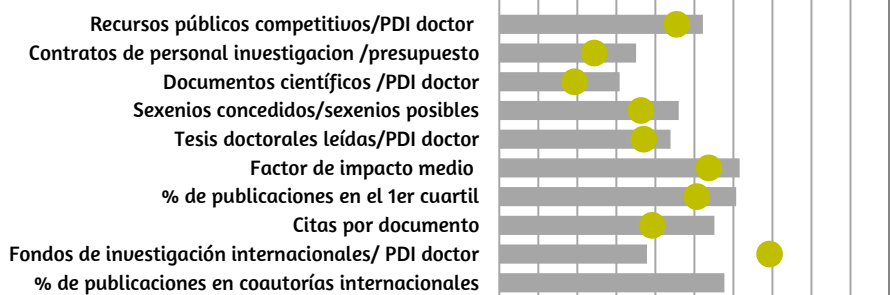 Recursos públicos competitivos/PDI doctor
Contratos de personal investigacion /presupuesto
Documentos científicos /PDI doctor
Sexenios concedidos/sexenios posibles
Tesis doctorales leídas/PDI doctor
Factor de impacto medio
% de publicaciones en el 1er cuartil
Citas por documento
Fondos de investigación internacionales/ PDI doctor
% de publicaciones en coautorías internacionales